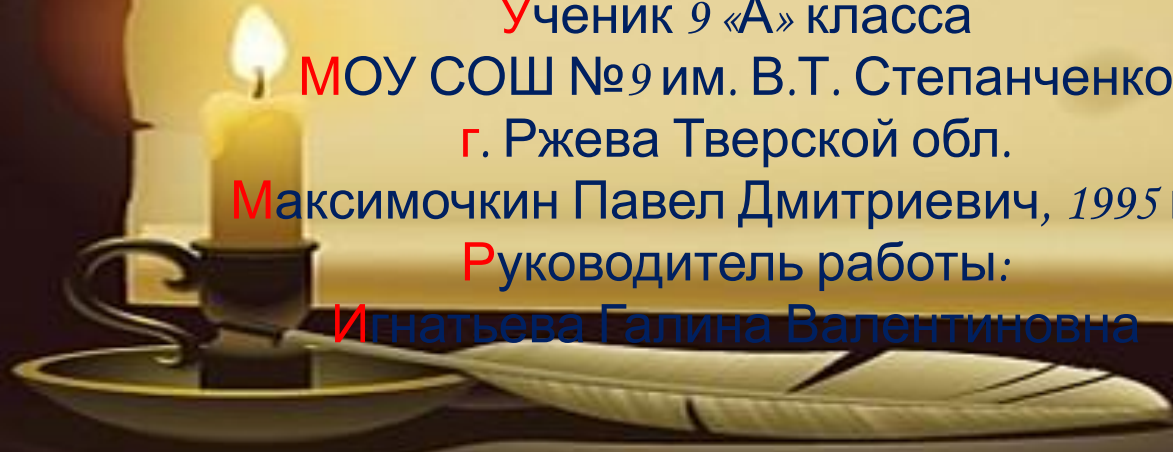 Ученик 9 «А» класса
МОУ СОШ №9 им. В.Т. Степанченко
г. Ржева Тверской обл.
Максимочкин Павел Дмитриевич, 1995
Руководитель работы:
Игнатьева Галина Валентиновна